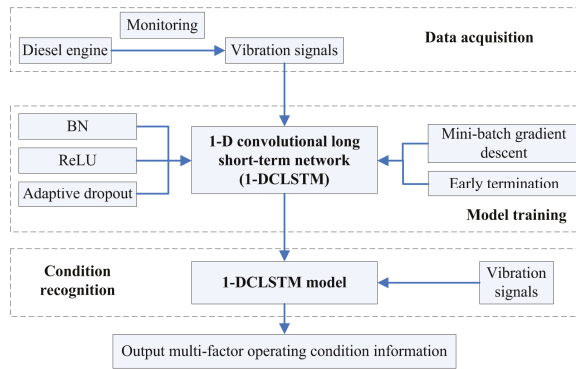 Monitoring
Data acquisition
Diesel engine
Vibration signals
BN
ReLU
Adaptive dropout
1-D convolutional long
short-term network
(1-DCLSTM)
Mini-batch gradient
descent
Early termination
Model training
Condition
recognition
1-DCLSTM model
Vibration
signals
Output multi-factor operating condition information